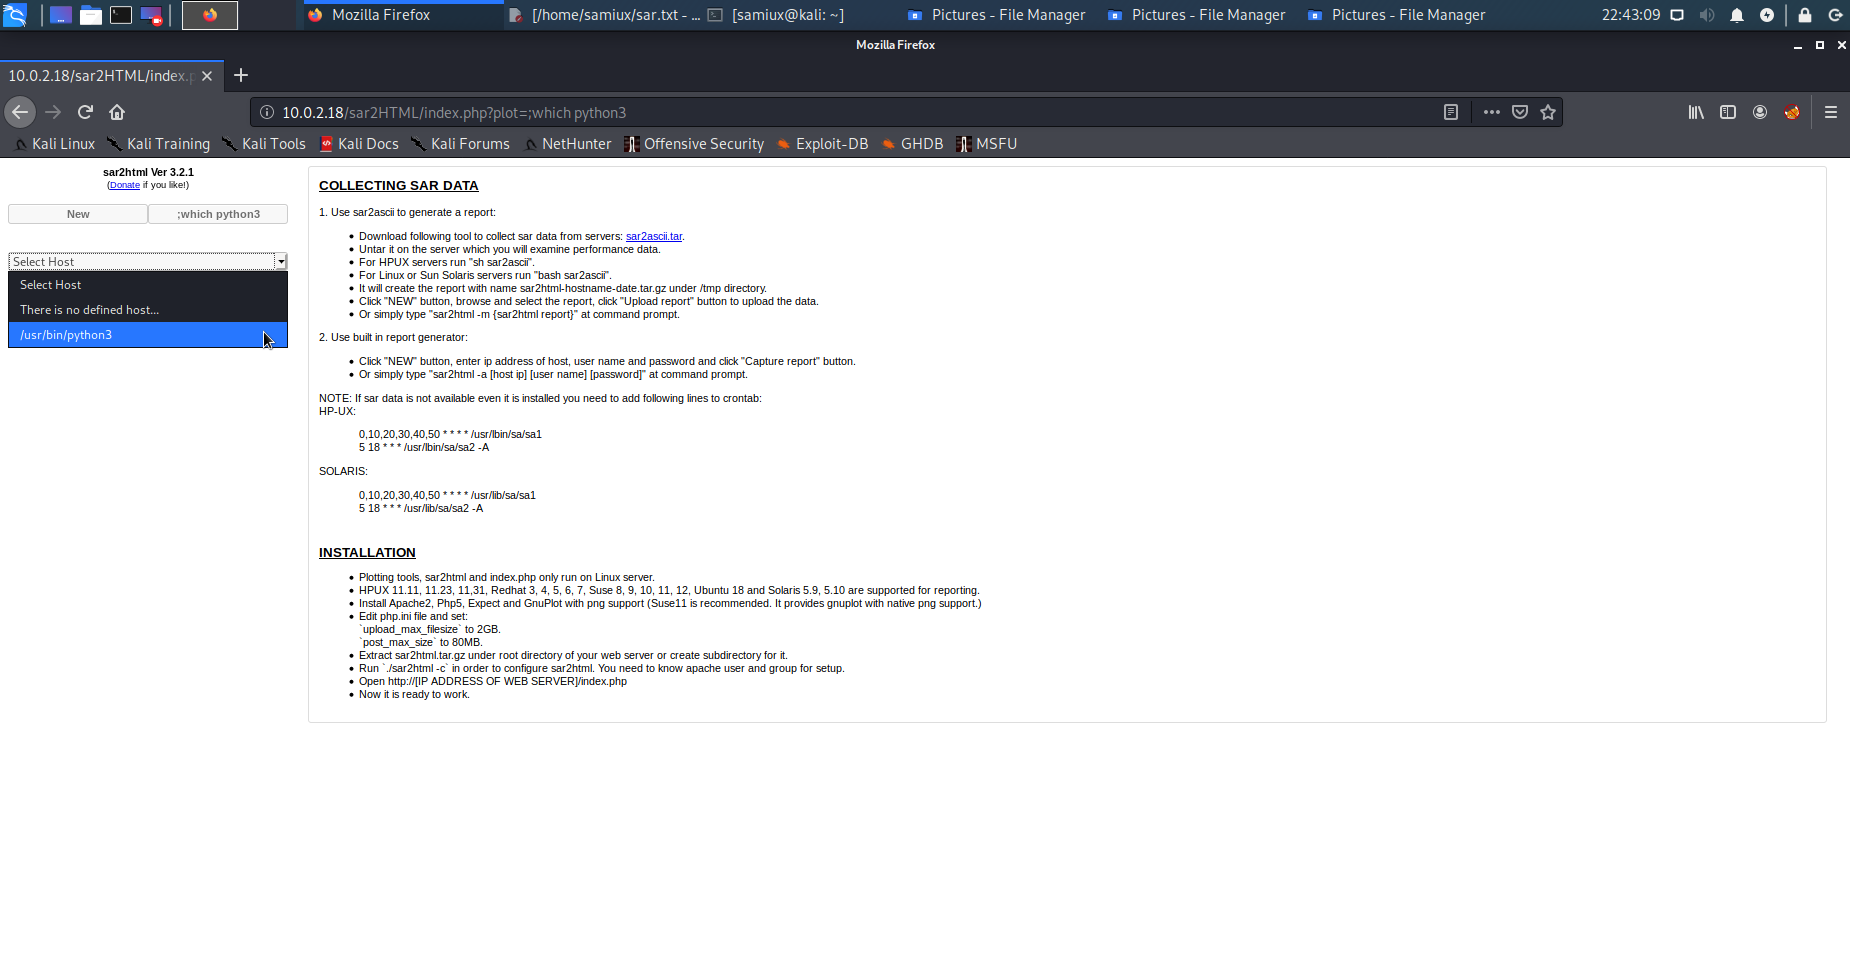 Mozilla Firefox
[/home/samiux/sar.txt - ...
[samiux@kali: ~]
Pictures - File Manager
Pictures - File Manager
Pictures - File Manager
22:43:09
Mozilla Firefox
10.0.2.18/sar2HTML/index.p
10.0.2.18/sar2HTML/index.php?plot=;which python3
Kali Linux
Kali Training
Kali Tools
Kali Docs
Kali Forums
NetHunter
Offensive Security
Exploit-DB
GHDB
MSFU
sar2html Ver 3.2.1
(Donate if you like!)
New
;which python3
Select Host
Select Host
There is no defined host...
/usr/bin/python3
COLLECTING SAR DATA
1. Use sar2ascii to generate a report:
Download following tool to collect sar data from servers: sar2ascii.tar.
Untar it on the server which you will examine performance data.
For HPUX servers run "sh sar2ascii".
For Linux or Sun Solaris servers run "bash sar2ascii".
It will create the report with name sar2html-hostname-date.tar.gz under /tmp directory.
Click "NEW" button, browse and select the report, click "Upload report" button to upload the data.
Or simply type "sar2html -m {sar2html report}" at command prompt.
2. Use built in report generator:
Click "NEW" button, enter ip address of host, user name and password and click "Capture report" button.
Or simply type "sar2html -a [host ip] [user name] [password]" at command prompt.
NOTE: If sar data is not available even it is installed you need to add following lines to crontab:
HP-UX:
0,10,20,30,40,50 * * * * /usr/lbin/sa/sa1
5 18 * * * /usr/lbin/sa/sa2 -A
SOLARIS:
0,10,20,30,40,50 * * * * /usr/lib/sa/sa1
5 18 * * * /usr/lib/sa/sa2 -A
INSTALLATION
Plotting tools, sar2html and index.php only run on Linux server.
HPUX 11.11, 11.23, 11,31, Redhat 3, 4, 5, 6, 7, Suse 8, 9, 10, 11, 12, Ubuntu 18 and Solaris 5.9, 5.10 are supported for reporting.
Install Apache2, Php5, Expect and GnuPlot with png support (Suse11 is recommended. It provides gnuplot with native png support.)
Edit php.ini file and set:
`upload_max_filesize` to 2GB.
`post_max_size` to 80MB.
Extract sar2html.tar.gz under root directory of your web server or create subdirectory for it.
Run `./sar2html -c` in order to configure sar2html. You need to know apache user and group for setup.
Open http://[IP ADDRESS OF WEB SERVER]/index.php
Now it is ready to work.